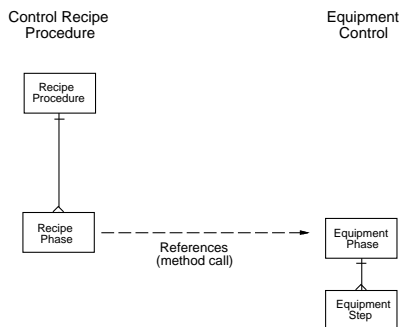 Control Recipe
Procedure
Equipment
Control
Recipe
Procedure
Recipe
Phase
References
(method call)
Equipment
Phase
Equipment
Step